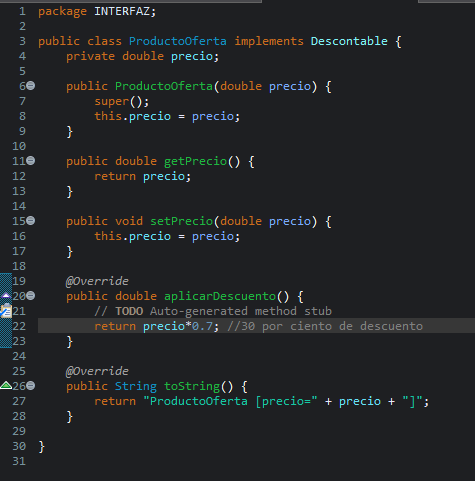 1 package INTERFAZ;
2
3 public class ProductoOferta implements Descontable {
4     private double precio;
5
6     public ProductoOferta(double precio) {
7         super();
8         this.precio = precio;
9     }
10
11     public double getPrecio() {
12         return precio;
13     }
14
15     public void setPrecio(double precio) {
16         this.precio = precio;
17     }
18
19     @Override
20     public double aplicarDescuento() {
21         // TODO Auto-generated method stub
22         return precio*0.7; //30 por ciento de descuento
23     }
24
25     @Override
26     public String toString() {
27         return "ProductoOferta [precio=" + precio + "]";
28     }
29
30 }
31